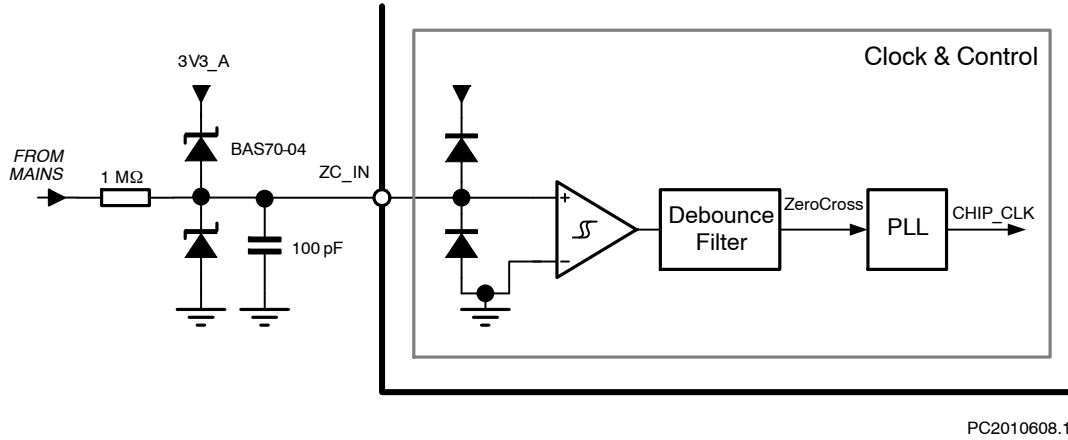 Clock & Control
3V3_A
BAS70-04
FROM
MAINS
1 MΩ
ZC_IN
100 pF
+
−
Debounce
Filter
ZeroCross
PLL
CHIP_CLK
PC2010608.1